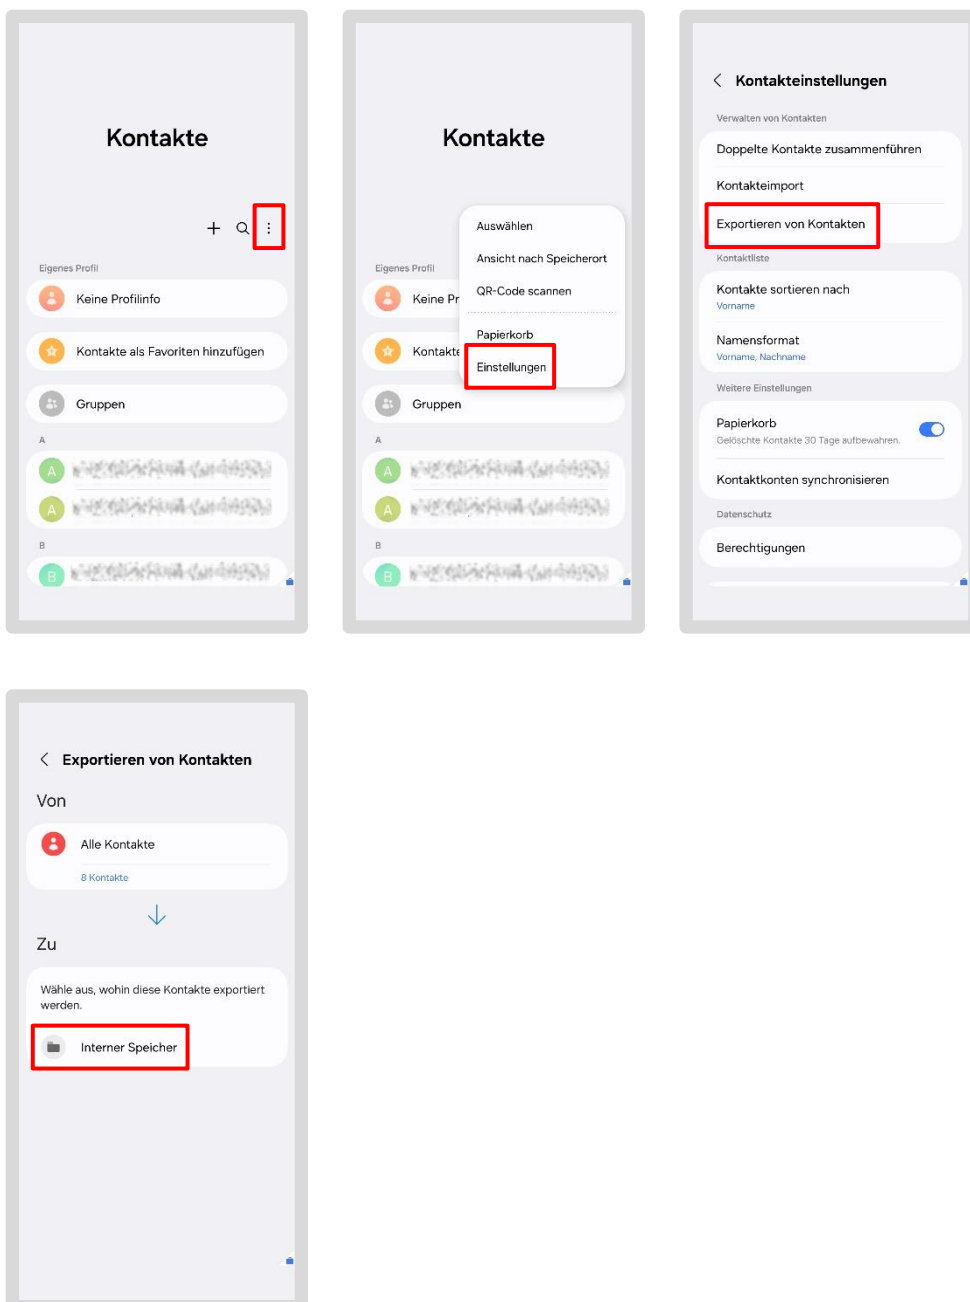 Kontakte
Eigenes Profil
Keine Profilinfo
Kontakte als Favoriten hinzufügen
Gruppen
A
A
A
B
B
Kontakte
Auswählen
Ansicht nach Speicherort
QR-Code scannen
Papierkorb
Einstellungen
Eigenes Profil
Keine Pr
Kontakte
Gruppen
A
A
A
B
B
Kontakteinstellungen
Verwalten von Kontakten
Doppelte Kontakte zusammenführen
Kontakteimport
Exportieren von Kontakten
Kontaktliste
Kontakte sortieren nach
Vorname
Namensformat
Vorname, Nachname
Weitere Einstellungen
Papierkorb
Gelöschte Kontakte 30 Tage aufbewahren.
Kontaktkonten synchronisieren
Datenschutz
Berechtigungen
Exportieren von Kontakten
Von
Alle Kontakte
8 Kontakte
Zu
Wähle aus, wohin diese Kontakte exportiert
werden.
Interner Speicher